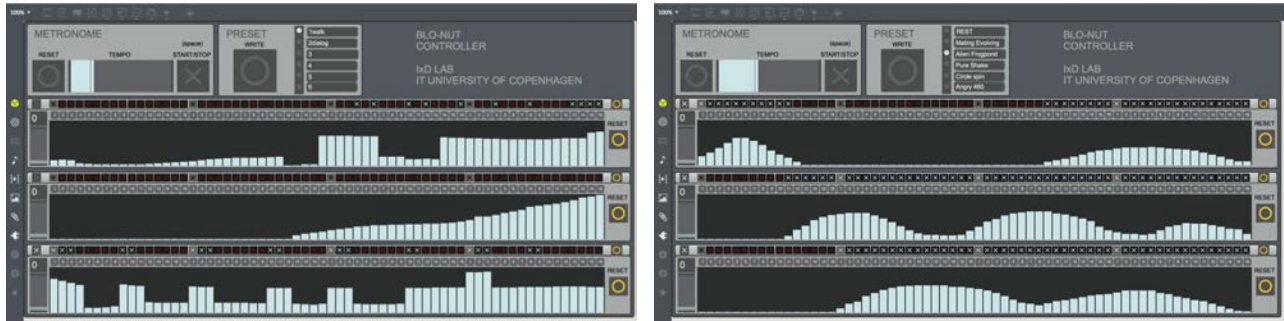 100%
METRONOME
(space)
RESET
TEMPO
START/STOP
PRESET
WRITE
1walk
2dialog
3
4
5
6
BLO-NUT
CONTROLLER
IxD LAB
IT UNIVERSITY OF COPENHAGEN
0
RESET
0
RESET
0
RESET
100%
METRONOME
(space)
RESET
TEMPO
START/STOP
PRESET
WRITE
REST
Mating Evolving
Alien Frogpond
Pure Shake
Circle spin
Angry 460
BLO-NUT
CONTROLLER
IxD LAB
IT UNIVERSITY OF COPENHAGEN
0
RESET
0
RESET
0
RESET